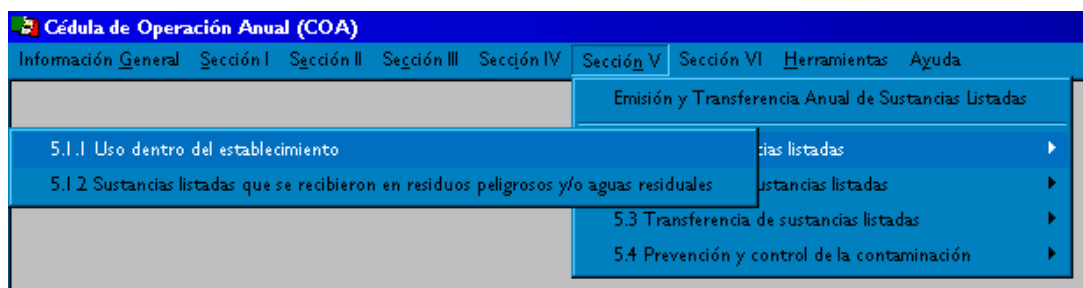 Cédula de Operación Anual (COA)
Información General Sección I Sección II Sección III Sección IV Sección V Sección VI Herramientas Ayuda
Emisión y Transferencia Anual de Sustancias Listadas
5.1.1 Uso dentro del establecimiento
listadas
5.1.2 Sustancias listadas que se recibieron en residuos peligrosos y/o aguas residuales
listadas
5.3 Transferencia de sustancias listadas
5.4 Prevención y control de la contaminación